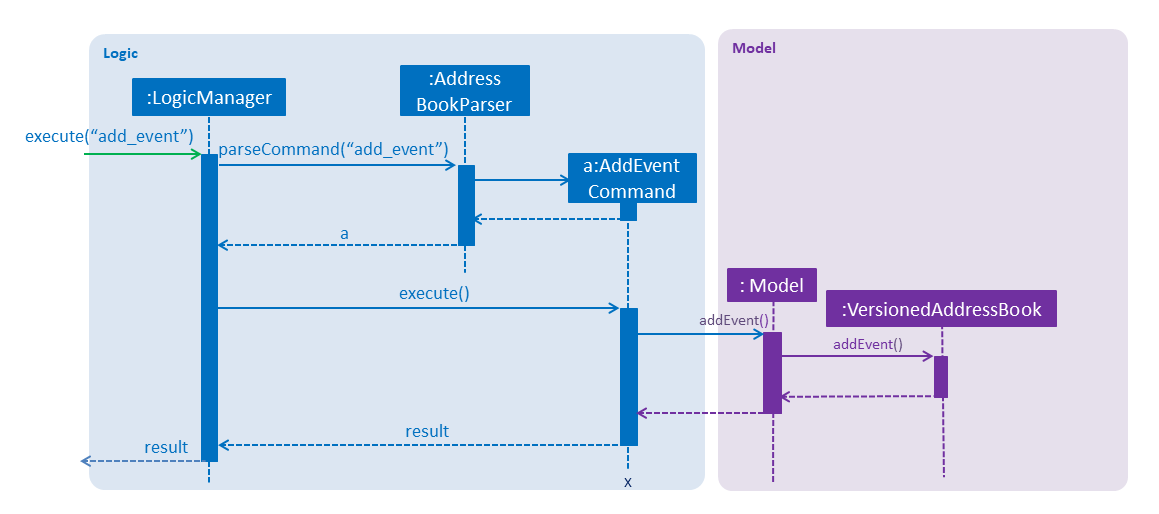 Logic
Model
:Address
BookParser
:LogicManager
execute(“add_event”)
parseCommand(“add_event”)
a:AddEvent
Command
a
: Model
execute()
:VersionedAddressBook
addEvent()
addEvent()
result
result
x